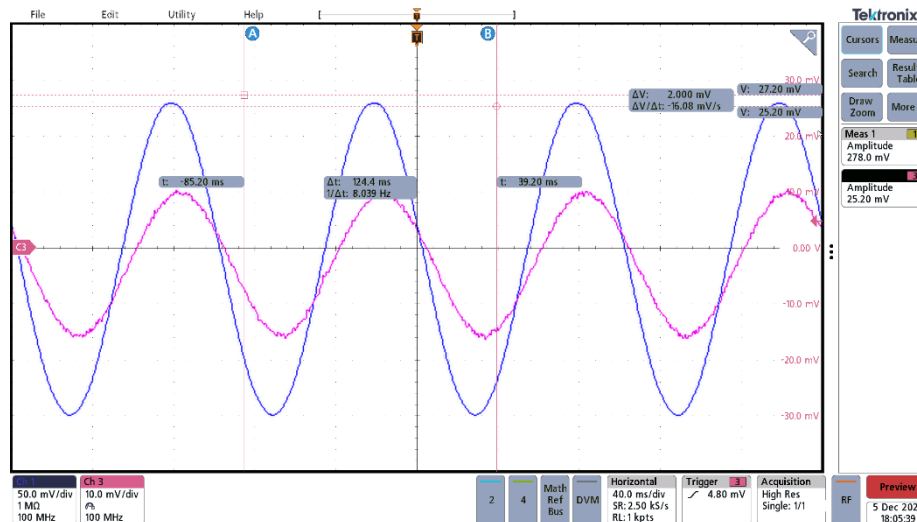 File Edit Utility Help [ T ]
Tektronix
A B
T
Cursors Measu
Search Resul
Table
Draw
Zoom More
30.0 mV
ΔV: 2.000 mV
ΔV/Δt: -16.08 mV/s
V: 27.20 mV
V: 25.20 mV
20.0 mV
Meas 1 1
Amplitude
278.0 mV
3
Amplitude
25.20 mV
t: -85.20 ms
Δt: 124.4 ms
1/Δt: 8.039 Hz
t: 39.20 ms
10.0 mV
C3
0.00 V
-10.0 mV
-20.0 mV
-30.0 mV
Ch 1
50.0 mV/div
1 MΩ
100 MHz
Ch 3
10.0 mV/div
100 MHz
2
4
Math
Ref
Bus
DVM
Horizontal
40.0 ms/div
SR: 2.50 kS/s
RL: 1 kpts
Trigger 3
4.80 mV
Acquisition
High Res
Single: 1/1
RF
Preview
5 Dec 202
18:05:39